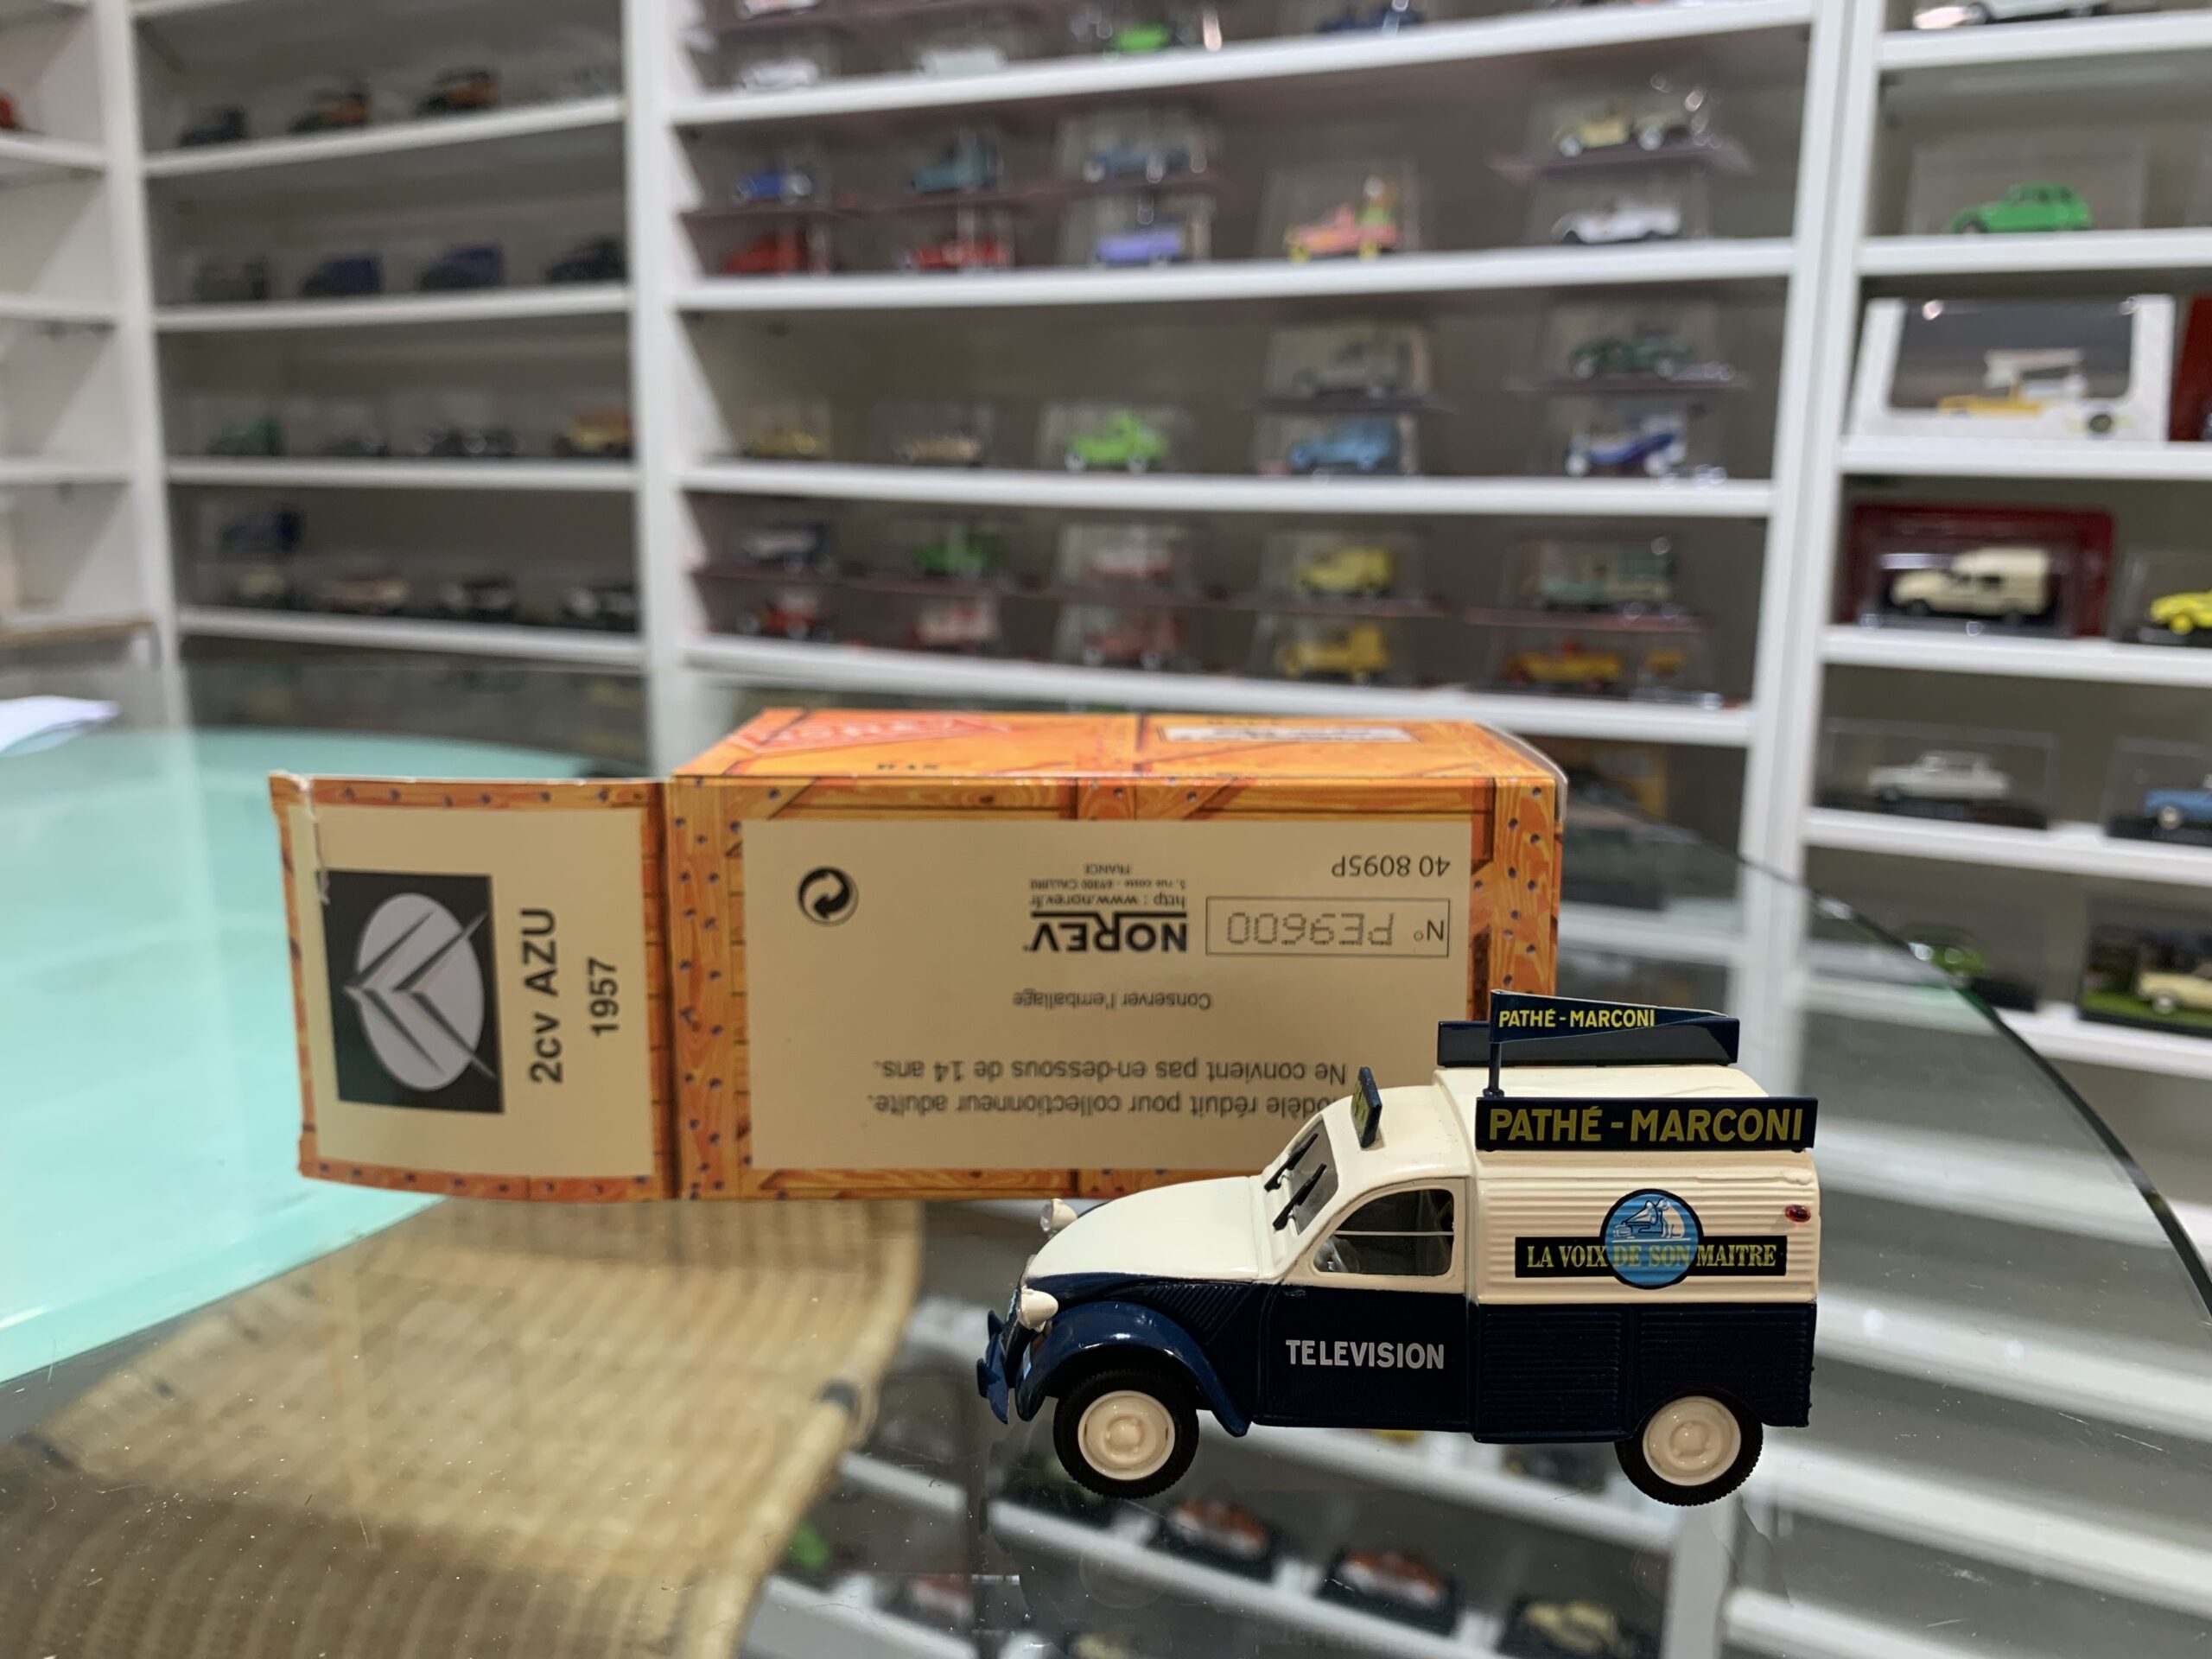 2cv AZU
1957
40 8095P
N° PE9600
NOREV
http : www.norev.fr
FRANCE
Conserver l'emballage
Ne convient pas en-dessous de 14 ans.
réduit pour collectionneur adulte.
PATHÉ-MARCONI
PATHÉ-MARCONI
LA VOIX DE SON MAITRE
TELEVISION